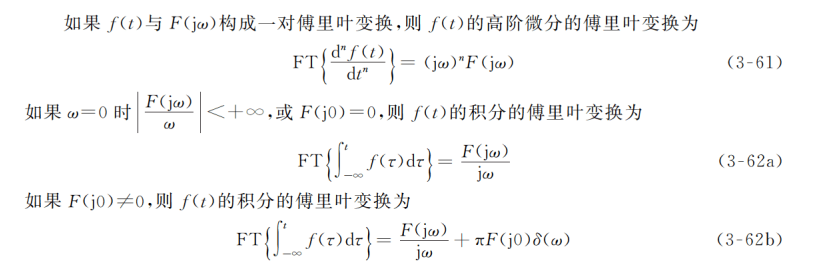 如果 f(t)与 F(jω)构成一对傅里叶变换,则 f(t)的高阶微分的傅里叶变换为
FT{dⁿf(t)/dtⁿ} = (jω)ⁿF(jω) (3-61)
如果 ω=0 时|F(jω)/ω|<+∞,或 F(j0)=0,则 f(t)的积分的傅里叶变换为
FT{∫_{-∞}^{t} f(τ)dτ} = F(jω)/jω (3-62a)
如果 F(j0)≠0,则 f(t)的积分的傅里叶变换为
FT{∫_{-∞}^{t} f(τ)dτ} = F(jω)/jω + πF(j0)δ(ω) (3-62b)